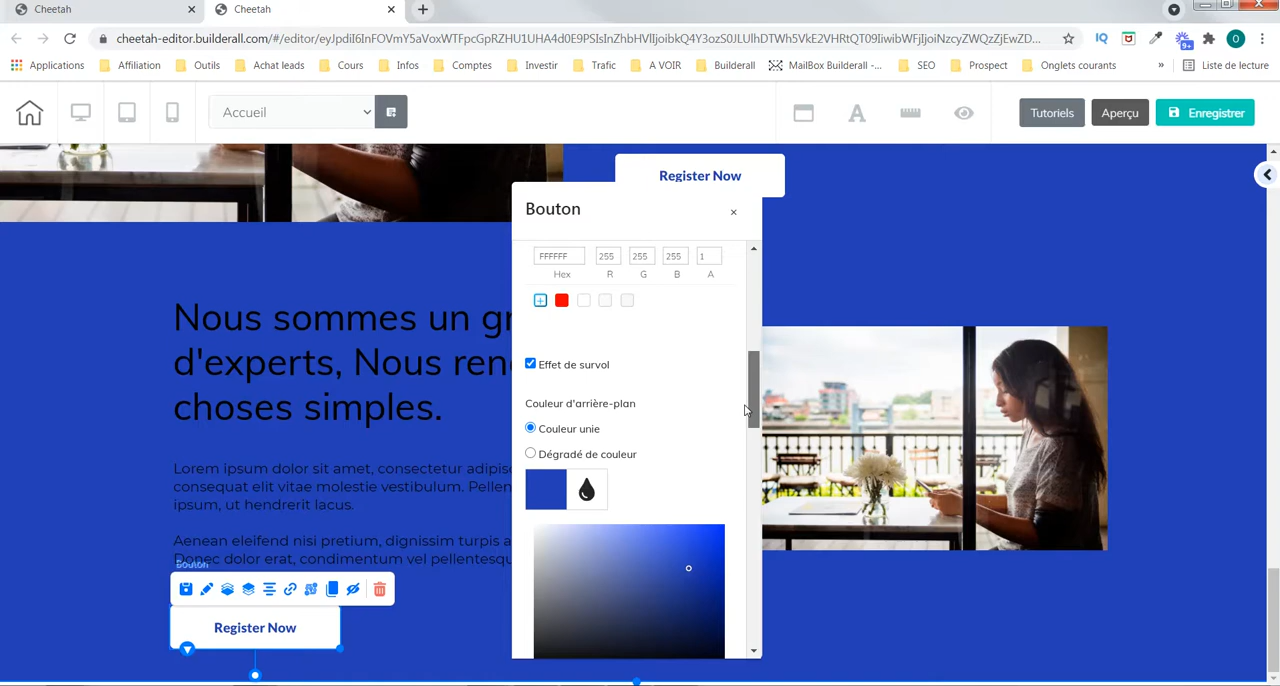 Cheetah
Cheetah
cheetah-editor.builderall.com/#/editor/
Applications
Affiliation
Outils
Achat leads
Cours
Infos
Comptes
Investir
Trafic
A VOIR
Builderall
MailBox Builderall -...
SEO
Prospect
Onglets courants
»
Liste de lecture
IQ
9+
O
Accueil
Tutoriels
Aperçu
Enregistrer
Register Now
Bouton
×
FFFFFF
255
255
255
1
Hex
R
G
B
A
Effet de survol
Couleur d'arrière-plan
Couleur unie
Dégradé de couleur
Nous sommes un gr
d'experts, Nous ren
choses simples.
Lorem ipsum dolor sit amet, consectetur adipisc
consequat elit vitae molestie vestibulum. Pellen
ipsum, ut hendrerit lacus.
Aenean eleifend nisi pretium, dignissim turpis a
Donec dolor erat, condimentum vel pellentesqu
Bouton
Register Now